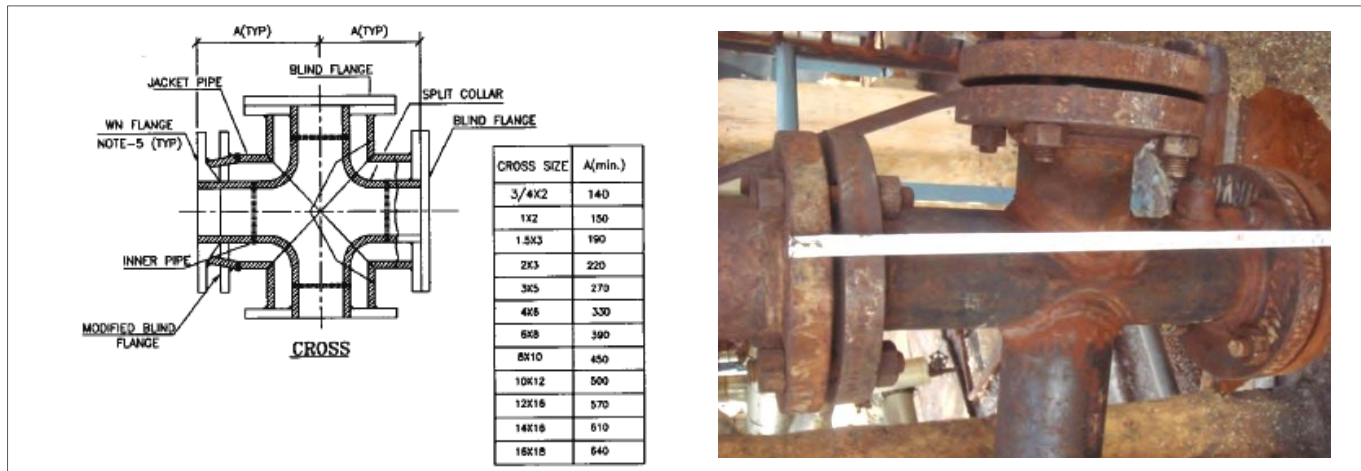 A(TYP) A(TYP)
BLIND FLANGE
JACKET PIPE
SPLIT COLLAR
WN FLANGE
BLIND FLANGE
NOTE-5 (TYP)
INNER PIPE
MODIFIED BLIND
FLANGE
CROSS
CROSS SIZE A(min.)
3/4X2 140
1X2 150
1.5X3 190
2X3 220
3X5 270
4X6 330
6X8 390
8X10 450
10X12 500
12X16 570
14X18 610
16X18 640